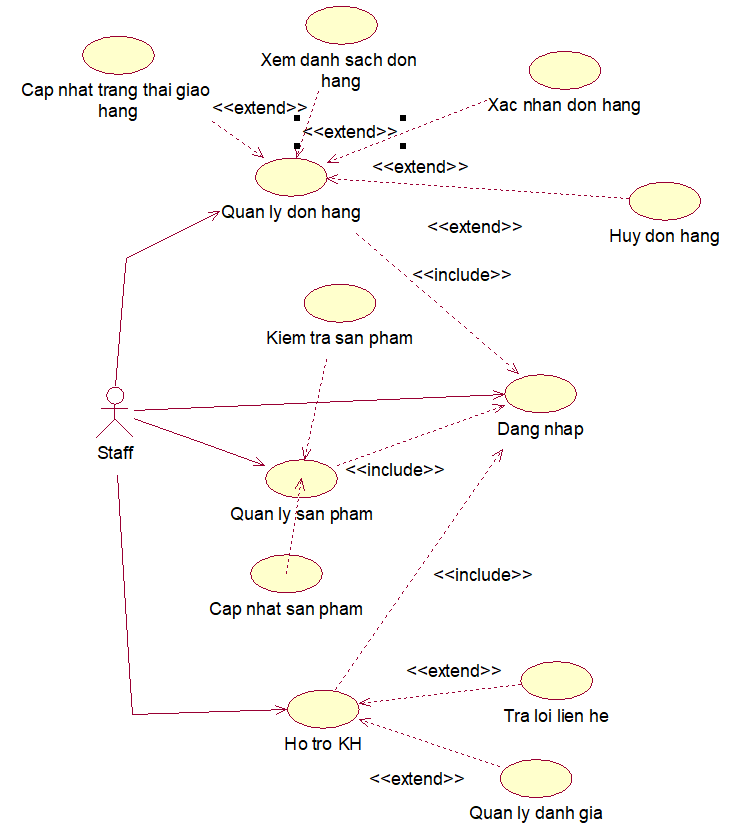 Xem danh sach don
hang
Cap nhat trang thai giao
hang
<<extend>>
Xac nhan don hang
<<extend>>
<<extend>>
Quan ly don hang
<<extend>>
Huy don hang
<<include>>
Kiem tra san pham
Dang nhap
Staff
<<include>>
Quan ly san pham
<<include>>
Cap nhat san pham
<<extend>>
Tra loi lien he
Ho tro KH
<<extend>>
Quan ly danh gia